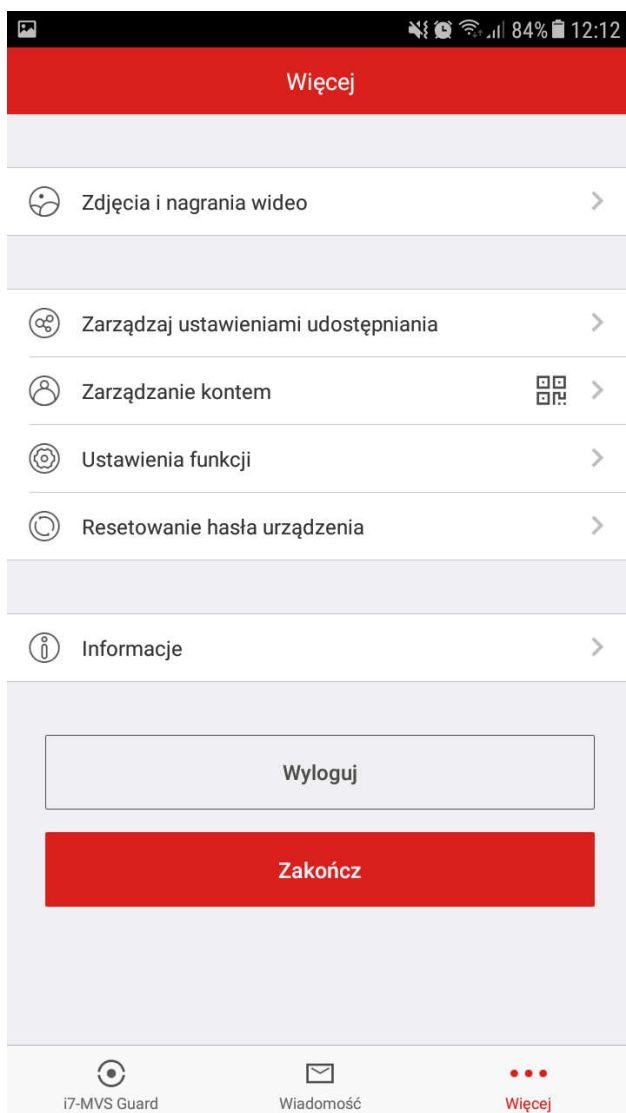 84% 12:12
Więcej
Zdjęcia i nagrania wideo
Zarządzaj ustawieniami udostępniania
Zarządzanie kontem
Ustawienia funkcji
Resetowanie hasła urządzenia
Informacje
Wyloguj
Zakończ
i7-MVS Guard Wiadomość Więcej